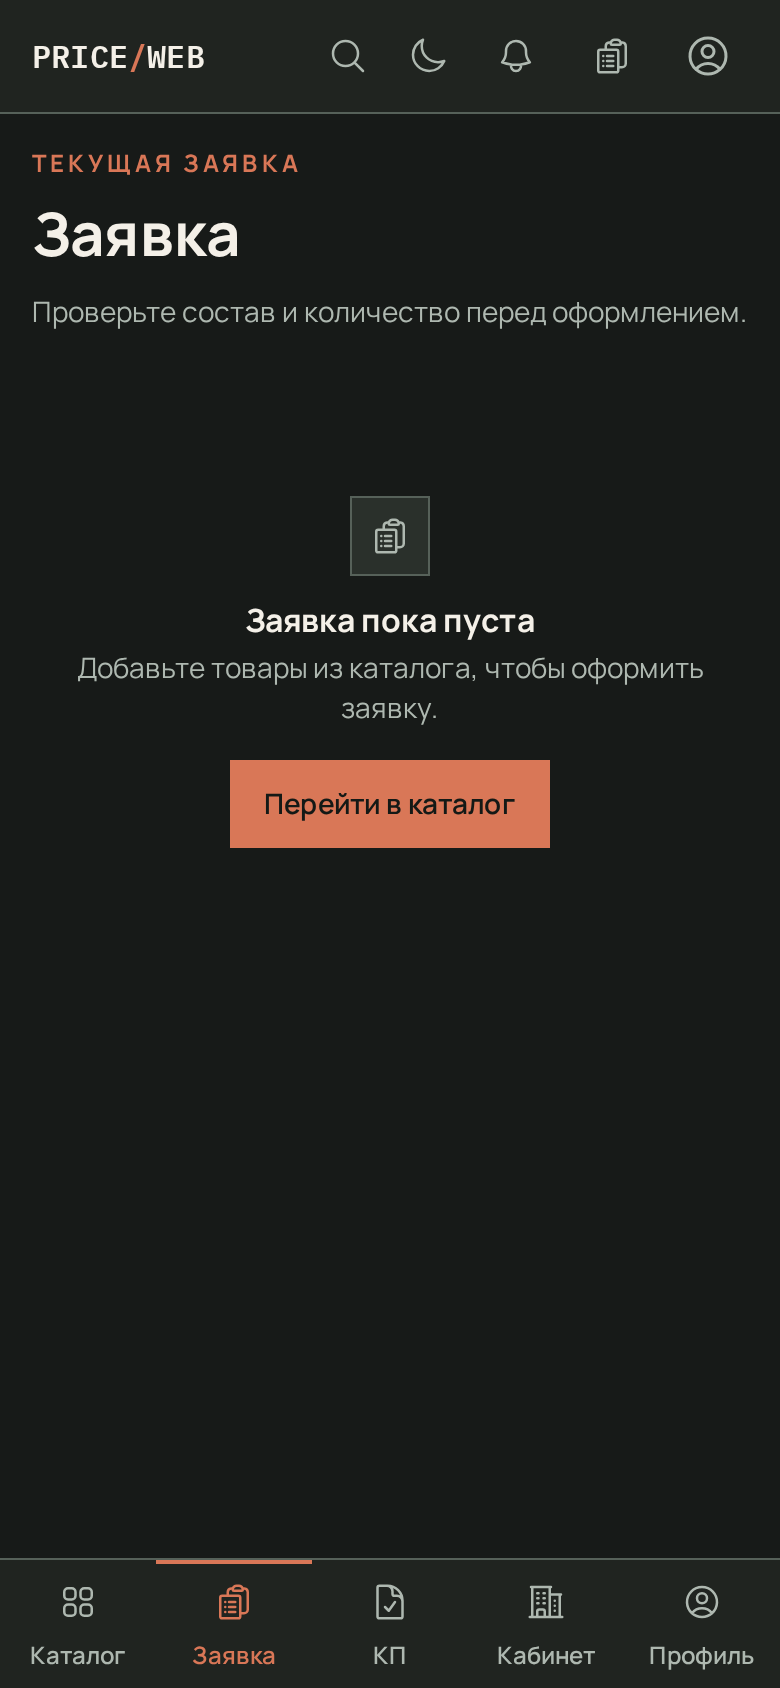 PRICE/WEB
ТЕКУЩАЯ ЗАЯВКА
Заявка
Проверьте состав и количество перед оформлением.
Заявка пока пуста
Добавьте товары из каталога, чтобы оформить
заявку.
Перейти в каталог
Каталог
Заявка
КП
Кабинет
Профиль